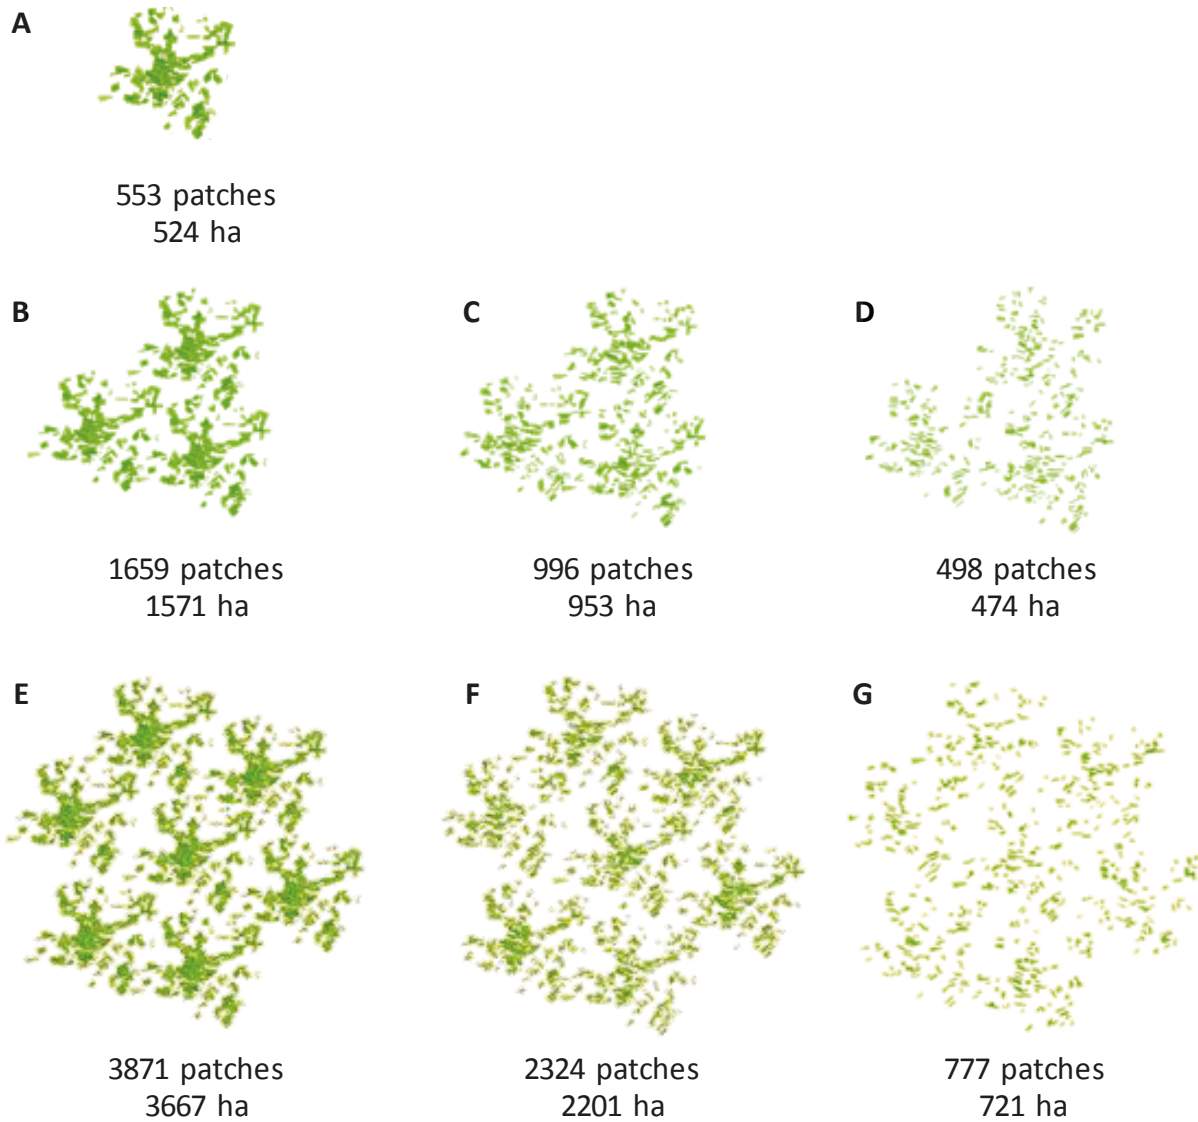 A
553 patches
524 ha
B
C
D
1659 patches
1571 ha
996 patches
953 ha
498 patches
474 ha
E
F
G
3871 patches
3667 ha
2324 patches
2201 ha
777 patches
721 ha